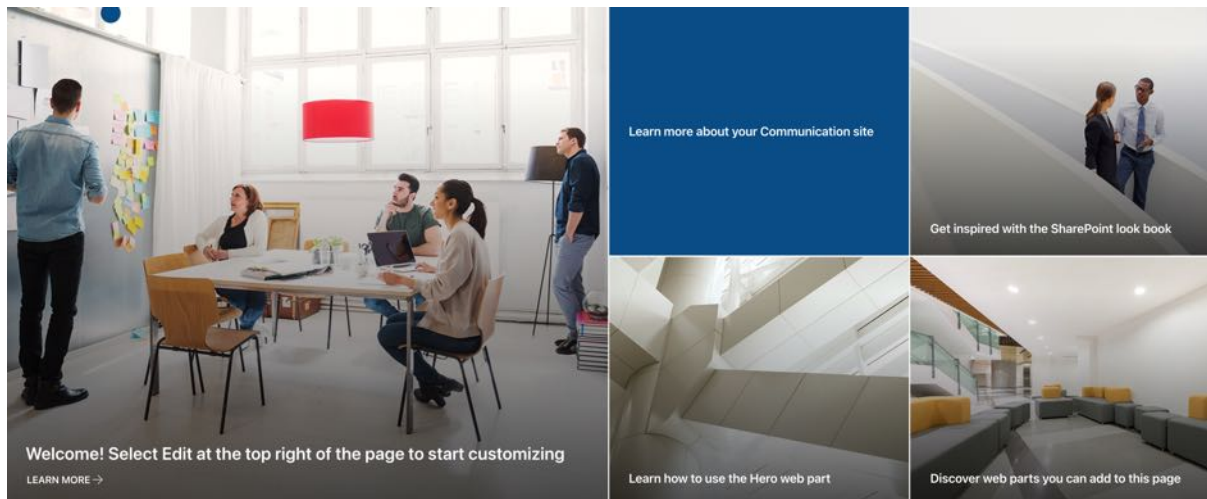 Welcome! Select Edit at the top right of the page to start customizing
LEARN MORE →
Learn more about your Communication site
Get inspired with the SharePoint look book
Learn how to use the Hero web part
Discover web parts you can add to this page